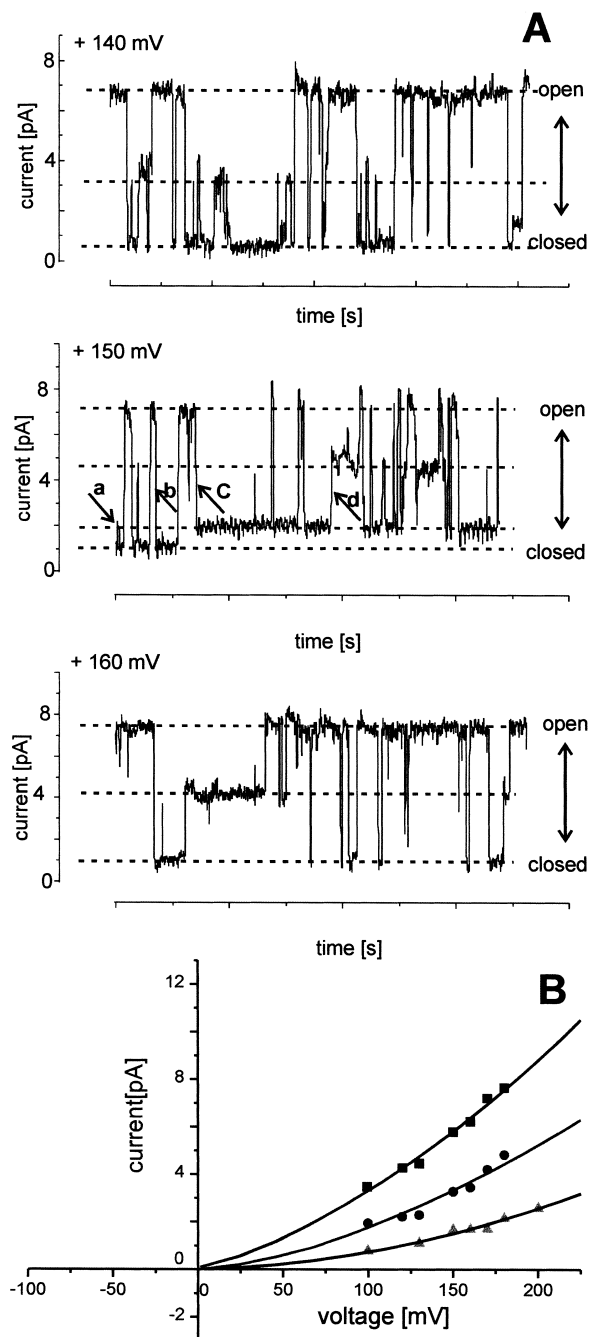 A
+ 140 mV
8
4
0
current [pA]
open
closed
time [s]
+ 150 mV
8
4
0
current [pA]
a
b
C
d
open
closed
time [s]
+ 160 mV
8
4
0
current [pA]
open
closed
time [s]
B
12
8
4
0
-2
current[pA]
-100
-50
0
50
100
150
200
voltage [mV]